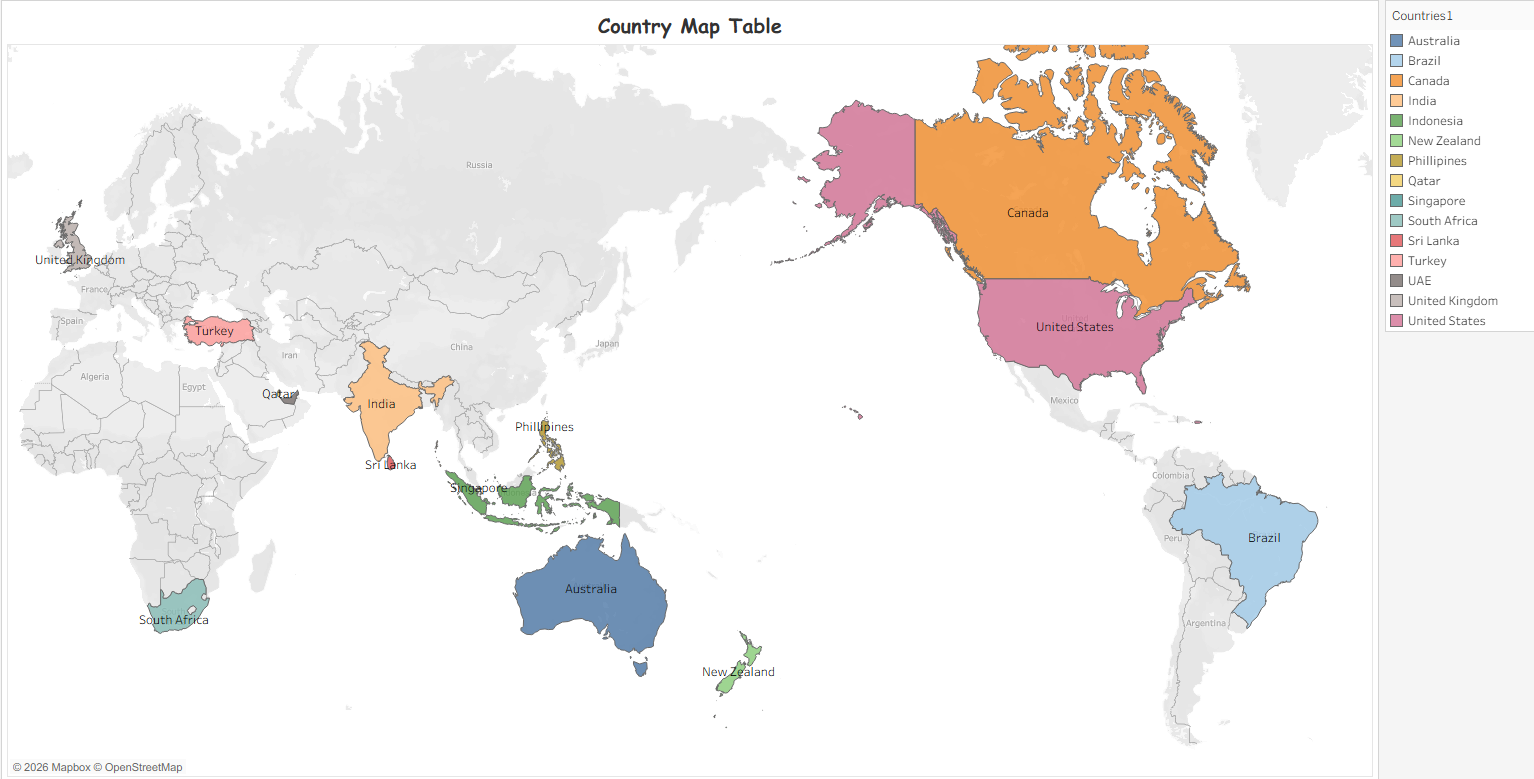 Country Map Table
Countries1
Australia
Brazil
Canada
India
Indonesia
New Zealand
Phillipines
Qatar
Singapore
South Africa
Sri Lanka
Turkey
UAE
United Kingdom
United States
Russia
Canada
United Kingdom
France
Spain
Turkey
United States
Japan
China
Iran
Algeria
Egypt
Qatar
India
Mexico
Phillipines
Sri Lanka
Singapore
Colombia
Peru
Brazil
Australia
South Africa
Argentina
New Zealand
© 2026 Mapbox © OpenStreetMap